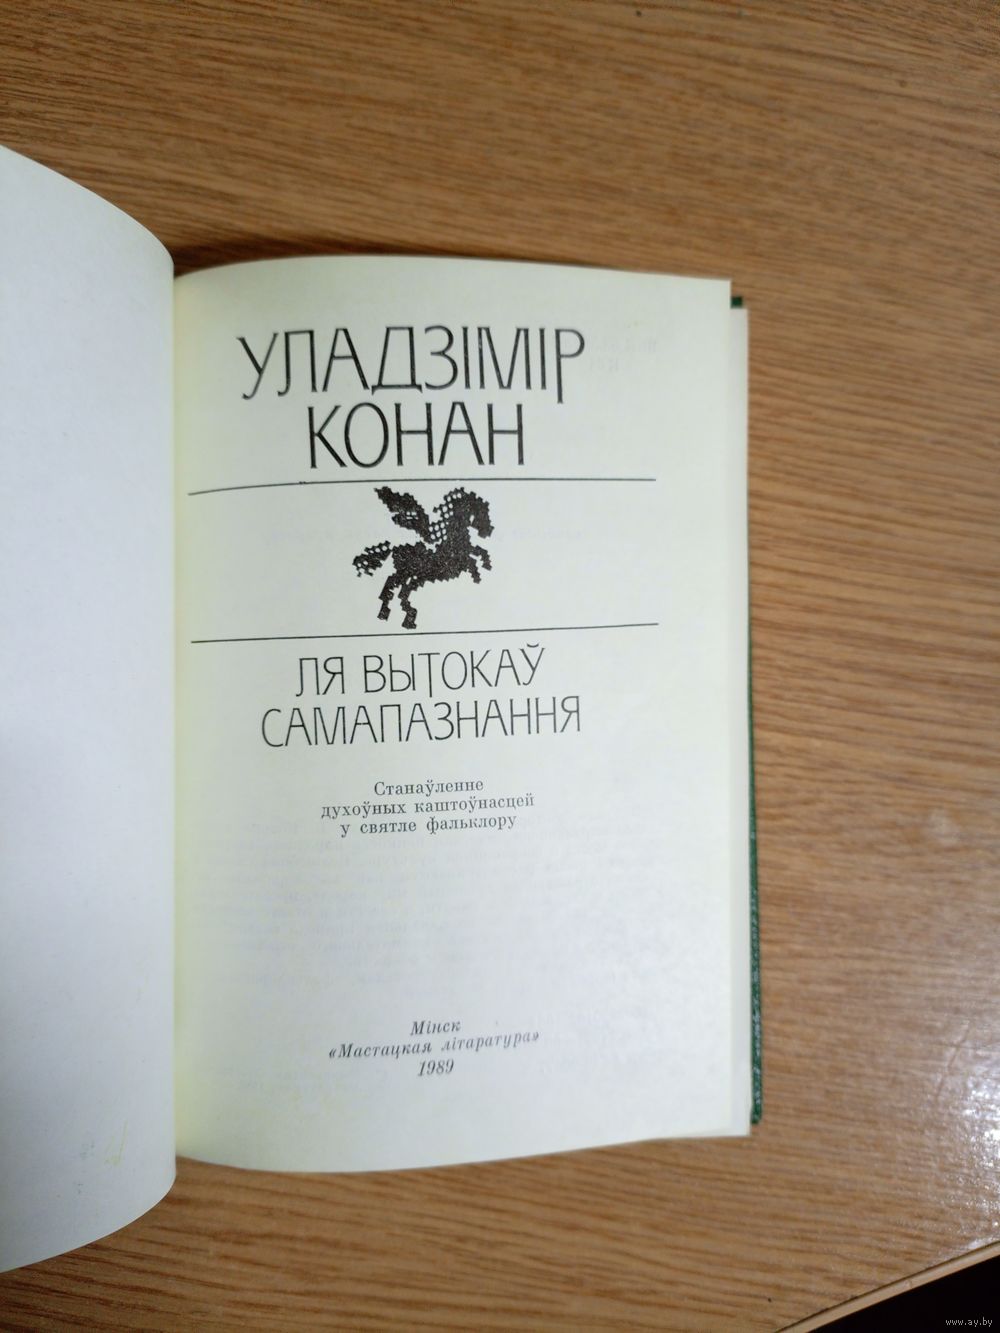 УЛАДЗІМІР
КОНАН
ЛЯ ВЫТОКАЎ
САМАПАЗНАННЯ
Станаўленне
духоўных каштоўнасцей
у святле фальклору
Мінск
«Мастацкая літаратура»
1989
www.ay.by